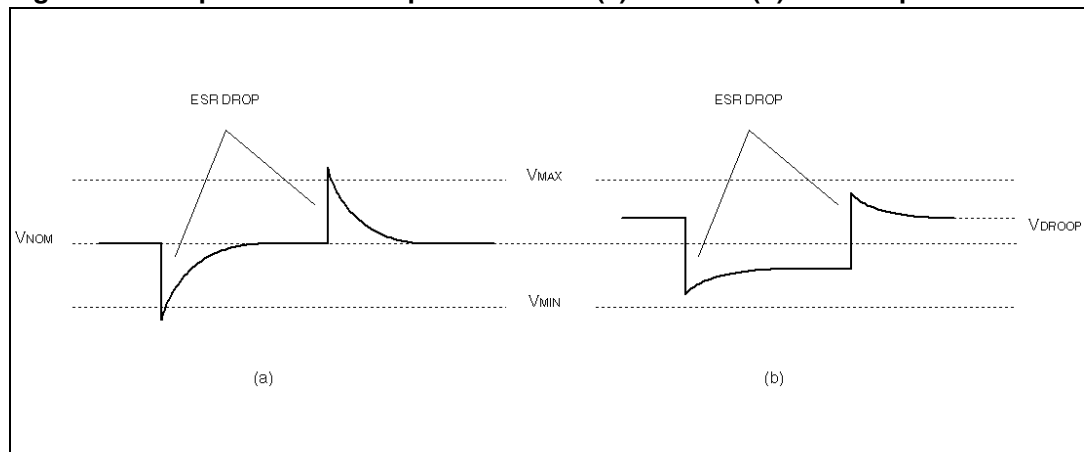 ESR DROP
ESR DROP
VMAX
VNOM
VDROOP
VMIN
(a)
(b)